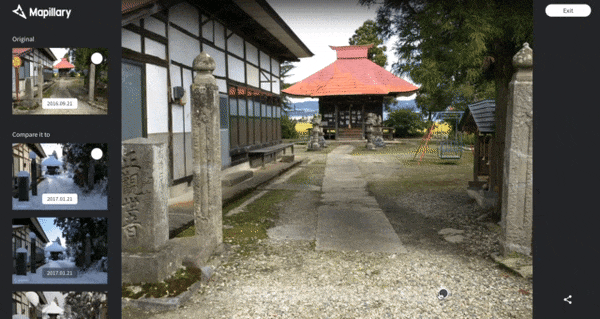 Mapillary
Exit
Original
2016.09.21
Compare it to
2017.01.21
2017.01.21